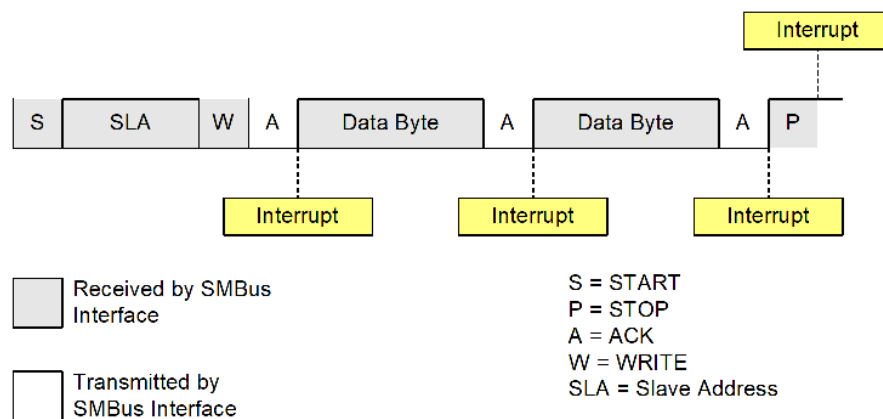 Interrupt
S SLA W A Data Byte A Data Byte A P
Interrupt Interrupt Interrupt
Received by SMBus
Interface
Transmitted by
SMBus Interface
S = START
P = STOP
A = ACK
W = WRITE
SLA = Slave Address